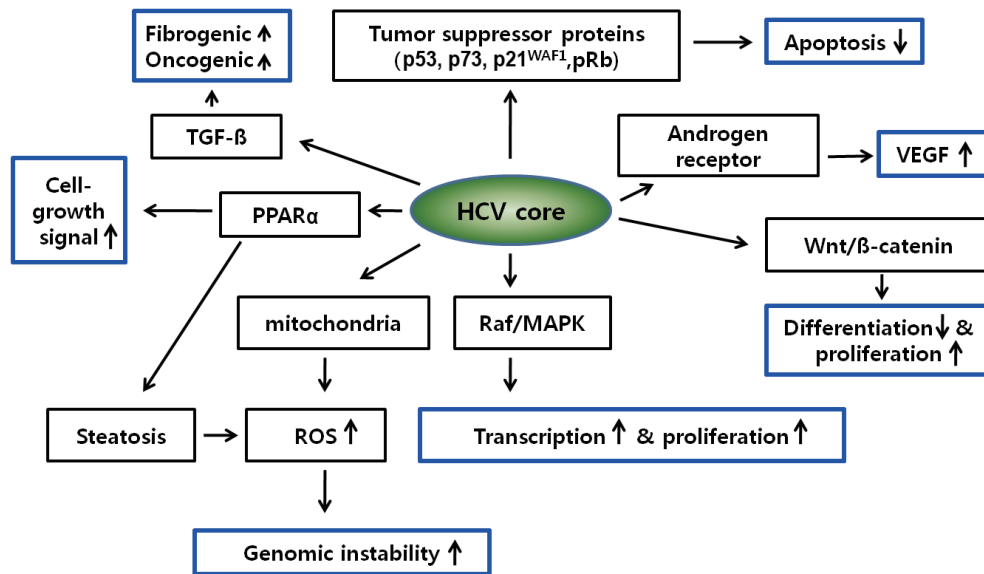 Fibrogenic ↑
Oncogenic ↑
Tumor suppressor proteins
(p53, p73, p21WAF1,pRb)
Apoptosis ↓
TGF-ß
Androgen
receptor
VEGF ↑
Cell-
growth
signal ↑
PPARα
HCV core
Wnt/ß-catenin
mitochondria
Raf/MAPK
Differentiation ↓ &
proliferation ↑
Steatosis
ROS ↑
Transcription ↑ & proliferation ↑
Genomic instability ↑